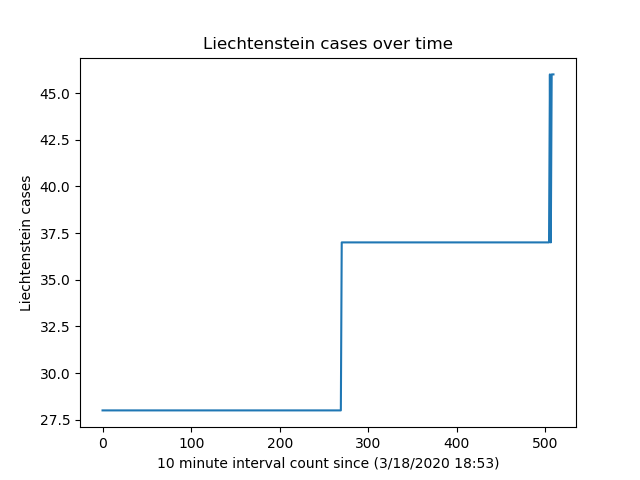 Liechtenstein cases over time
Liechtenstein cases
45.0
42.5
40.0
37.5
35.0
32.5
30.0
27.5
0 100 200 300 400 500
10 minute interval count since (3/18/2020 18:53)